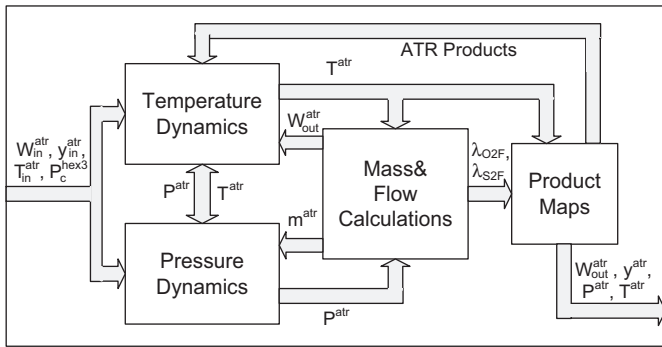 ATR Products
T^atr
Temperature
Dynamics
W_out^atr
W_in^atr , y_in^atr,
T_in^atr, P_c^hex3
Mass&
Flow
Calculations
λ_O2F,
λ_S2F
Product
Maps
P^atr
T^atr
m^atr
Pressure
Dynamics
P^atr
W_out^atr , y^atr,
P^atr, T^atr